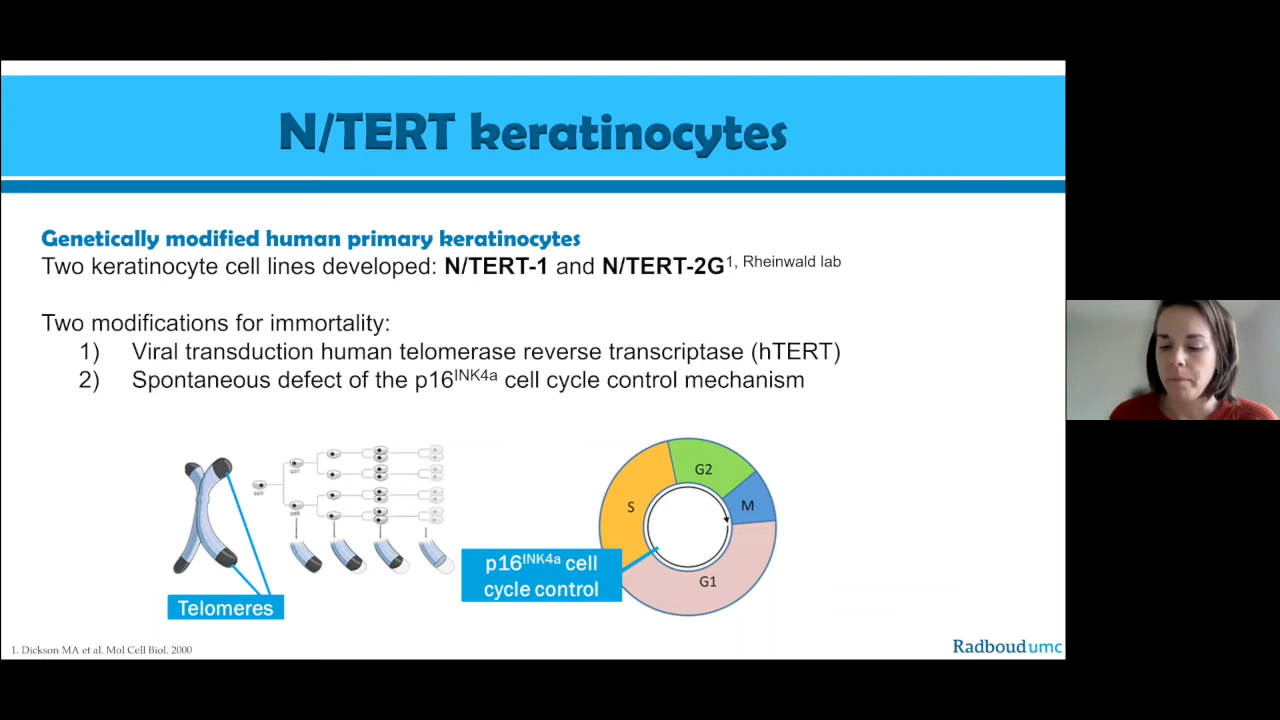 N/TERT keratinocytes
Genetically modified human primary keratinocytes
Two keratinocyte cell lines developed: N/TERT-1 and N/TERT-2G1, Rheinwald lab
Two modifications for immortality:
1) Viral transduction human telomerase reverse transcriptase (hTERT)
2) Spontaneous defect of the p16INK4a cell cycle control mechanism
Telomeres
cell
cell
cell
G2
S
M
G1
p16INK4a cell
cycle control
1. Dickson MA et al. Mol Cell Biol. 2000
Radboudumc